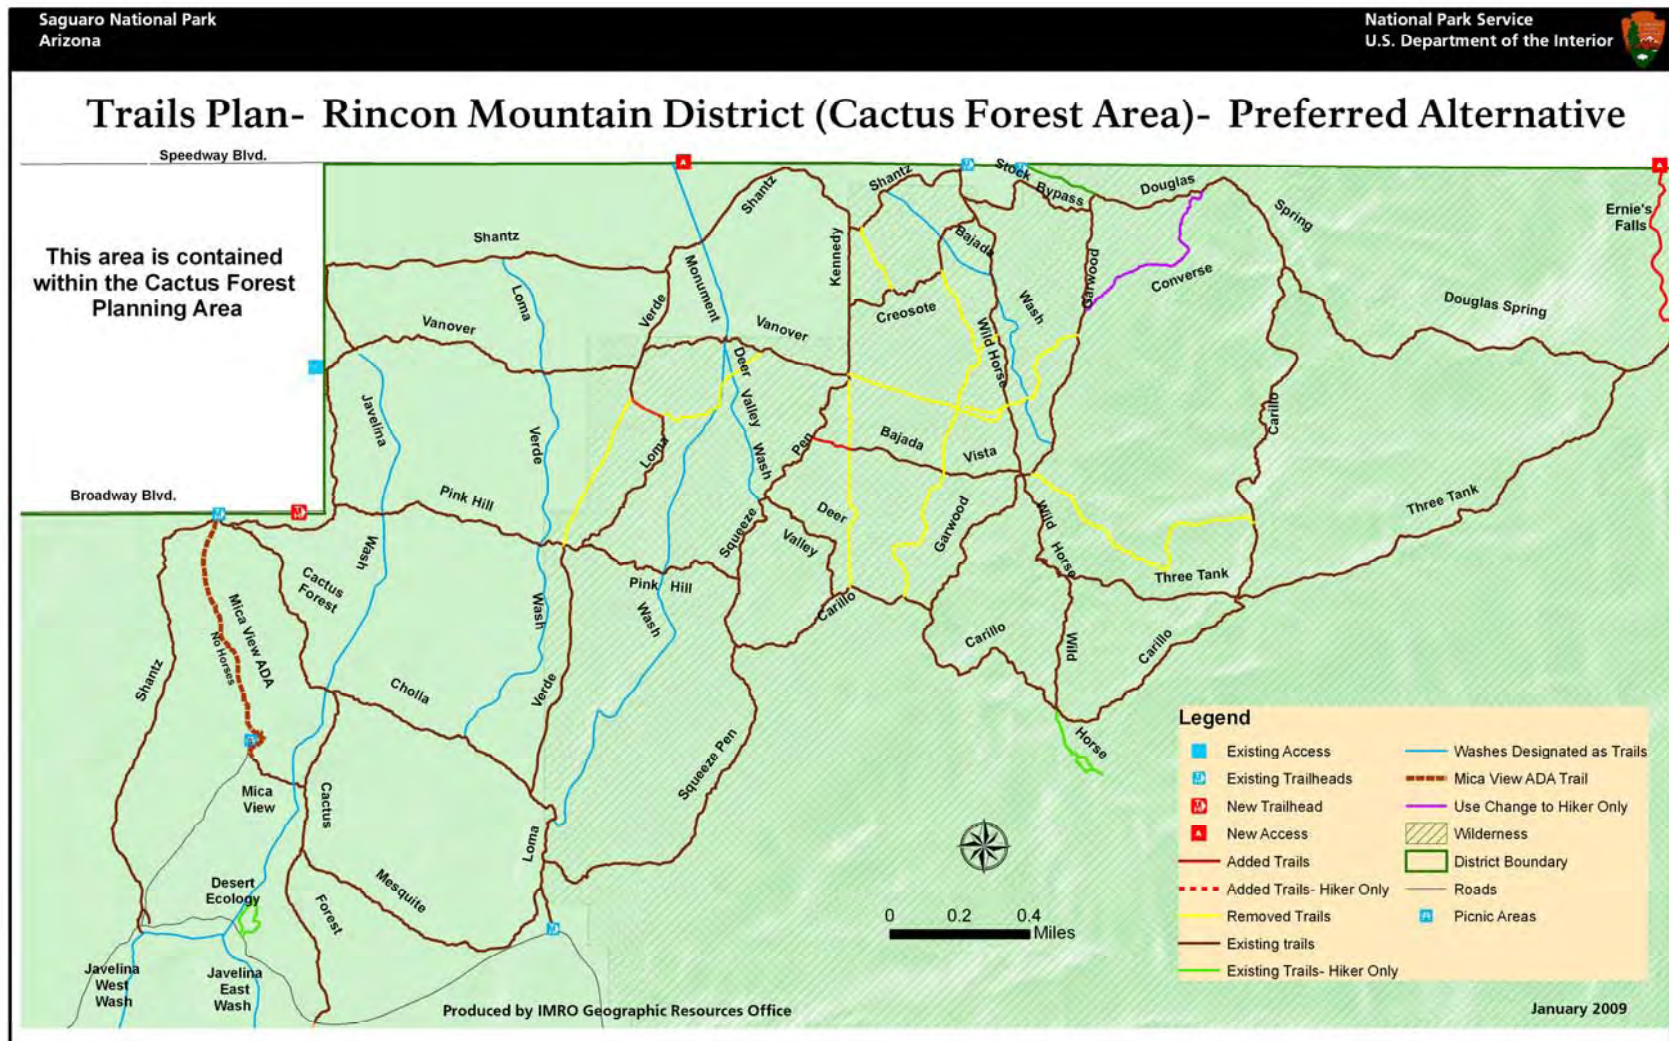 Saguaro National Park
Arizona
National Park Service
U.S. Department of the Interior
Trails Plan- Rincon Mountain District (Cactus Forest Area)- Preferred Alternative
Speedway Blvd.
This area is contained
within the Cactus Forest
Planning Area
Broadway Blvd.
Shantz
Shantz
Shantz
Stock
Bypass
Douglas
Spring
Ernie's
Falls
Kennedy
Bajada
Garwood
Converse
Douglas Spring
Loma
Monument
Verde
Vanover
Vanover
Creosote
Wash
Wild Horse
Deer
Valley
Wash
Javelina
Verde
Loma
Pen
Bajada
Vista
Carillo
Pink Hill
Squeeze
Deer
Valley
Garwood
Wild
Horse
Three Tank
Three Tank
Wash
Cactus
Forest
Wash
Pink Hill
Wash
Carillo
Carillo
Wild
Carillo
Horse
Mica View ADA
No Horses
Shantz
Cholla
Verde
Squeeze Pen
Mica
View
Cactus
Loma
Mesquite
Forest
Desert
Ecology
Javelina
West
Wash
Javelina
East
Wash
0 0.2 0.4
Miles
Legend
Existing Access
Existing Trailheads
New Trailhead
New Access
Added Trails
Added Trails- Hiker Only
Removed Trails
Existing trails
Existing Trails- Hiker Only
Washes Designated as Trails
Mica View ADA Trail
Use Change to Hiker Only
Wilderness
District Boundary
Roads
Picnic Areas
Produced by IMRO Geographic Resources Office
January 2009